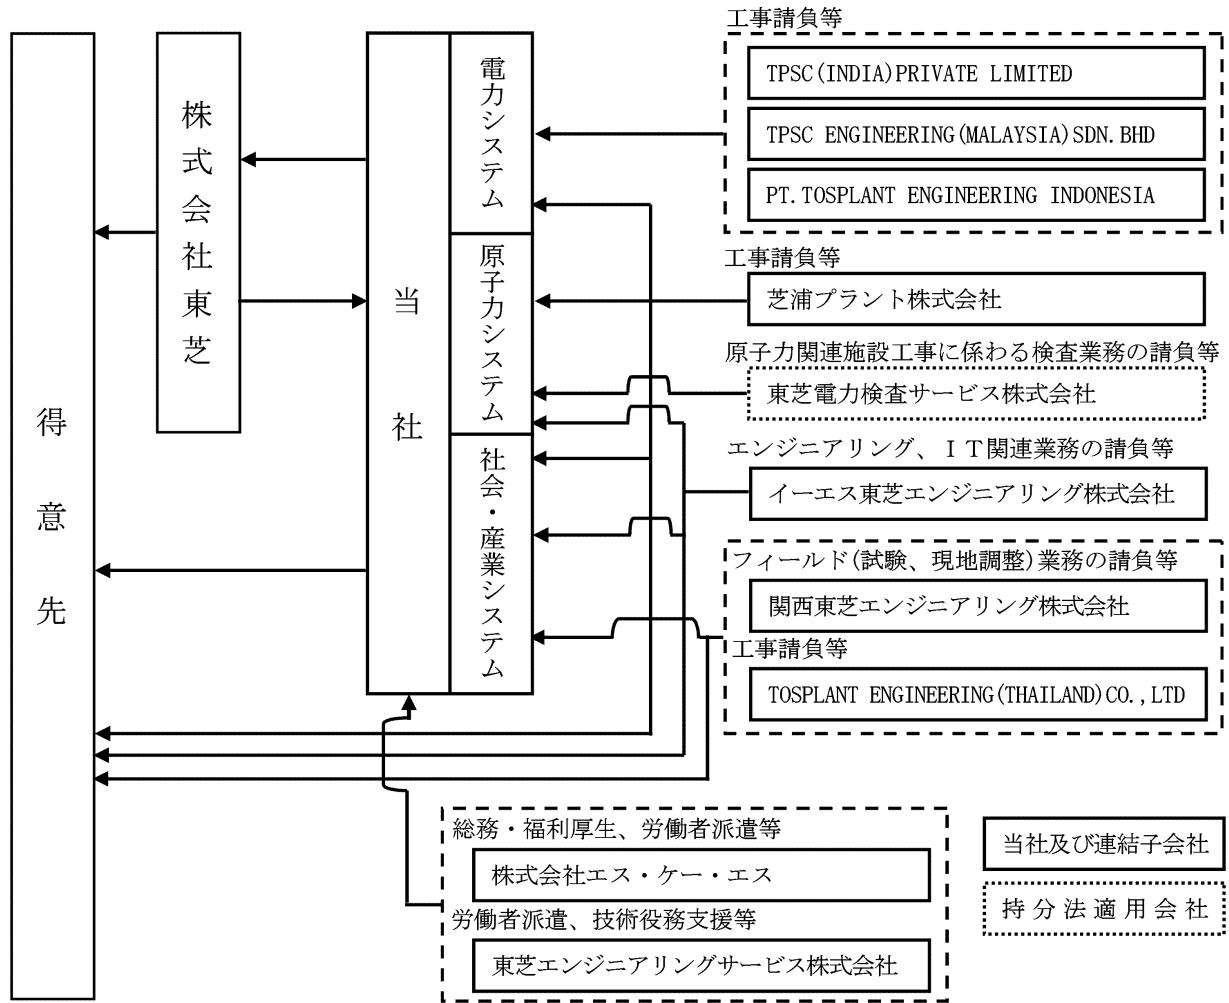 得意先
株式会社東芝
当社
電力システム
原子力システム
社会・産業システム
工事請負等
TPSC(INDIA)PRIVATE LIMITED
TPSC ENGINEERING(MALAYSIA)SDN.BHD
PT.TOSPLANT ENGINEERING INDONESIA
工事請負等
芝浦プラント株式会社
原子力関連施設工事に係わる検査業務の請負等
東芝電力検査サービス株式会社
エンジニアリング、ＩＴ関連業務の請負等
イーエス東芝エンジニアリング株式会社
フィールド(試験、現地調整)業務の請負等
関西東芝エンジニアリング株式会社
工事請負等
TOSPLANT ENGINEERING(THAILAND)CO.,LTD
総務・福利厚生、労働者派遣等
株式会社エス・ケー・エス
労働者派遣、技術役務支援等
東芝エンジニアリングサービス株式会社
当社及び連結子会社
持分法適用会社